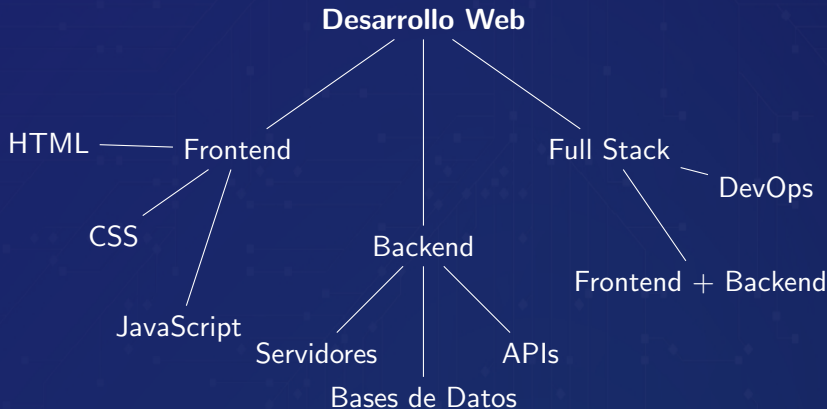 Desarrollo Web
HTML
Frontend
CSS
JavaScript
Backend
Servidores
Bases de Datos
APIs
Full Stack
DevOps
Frontend + Backend